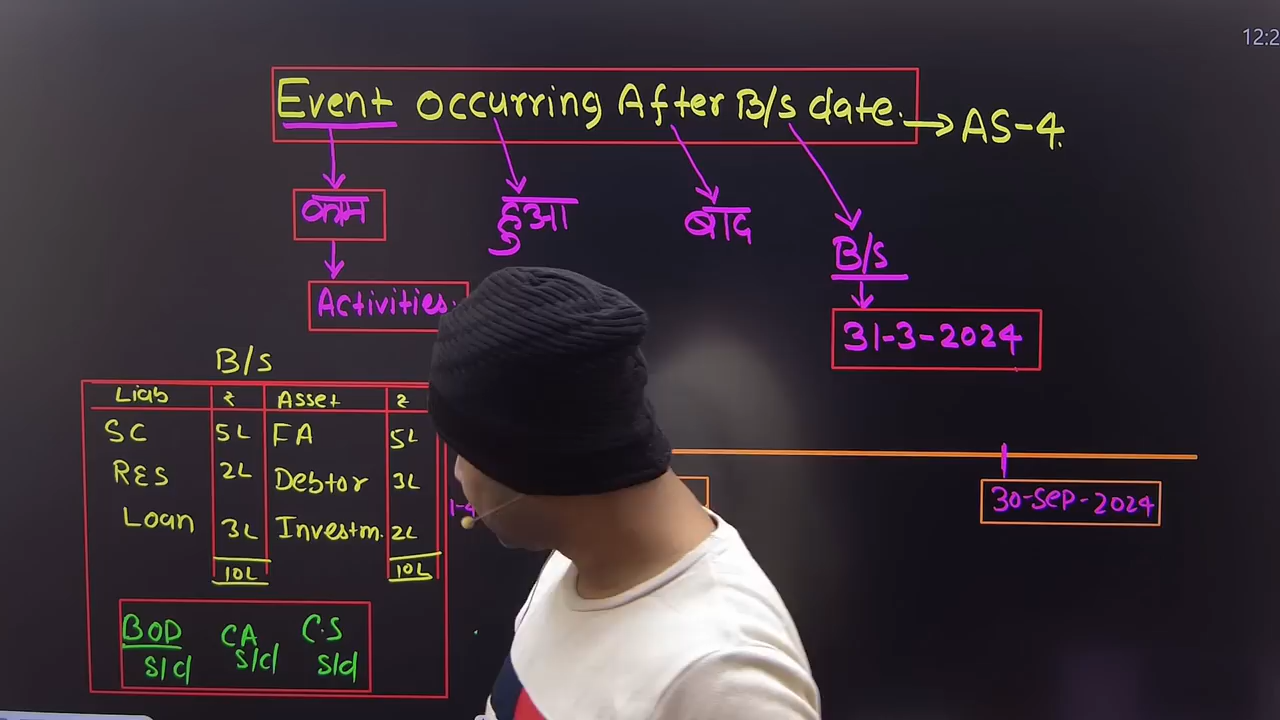 12:2
Event Occurring After B/s date. → AS-4.
काम हुआ बाद B/s
Activities.
31-3-2024
B/s
Liab ₹ Asset ₹
SC 5L FA 5L
R&S 2L Debtor 3L
Loan 3L Investm. 2L
10L 10L
30-Sep-2024
BOD CA C.S
S/d S/d S/d